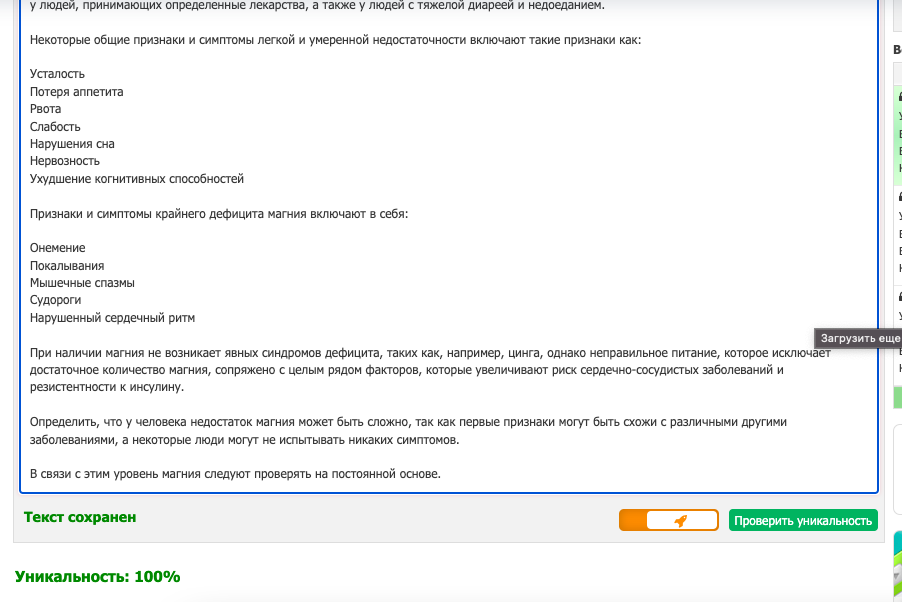 у людей, принимающих определенные лекарства, а также у людей с тяжелой диареей и недоеданием.
Некоторые общие признаки и симптомы легкой и умеренной недостаточности включают такие признаки как:
Усталость
Потеря аппетита
Рвота
Слабость
Нарушения сна
Нервозность
Ухудшение когнитивных способностей
Признаки и симптомы крайнего дефицита магния включают в себя:
Онемение
Покалывания
Мышечные спазмы
Судороги
Нарушенный сердечный ритм
Загрузить еще
При наличии магния не возникает явных синдромов дефицита, таких как, например, цинга, однако неправильное питание, которое исключает
достаточное количество магния, сопряжено с целым рядом факторов, которые увеличивают риск сердечно-сосудистых заболеваний и
резистентности к инсулину.
Определить, что у человека недостаток магния может быть сложно, так как первые признаки могут быть схожи с различными другими
заболеваниями, а некоторые люди могут не испытывать никаких симптомов.
В связи с этим уровень магния следуют проверять на постоянной основе.
Текст сохранен
Проверить уникальность
Уникальность: 100%